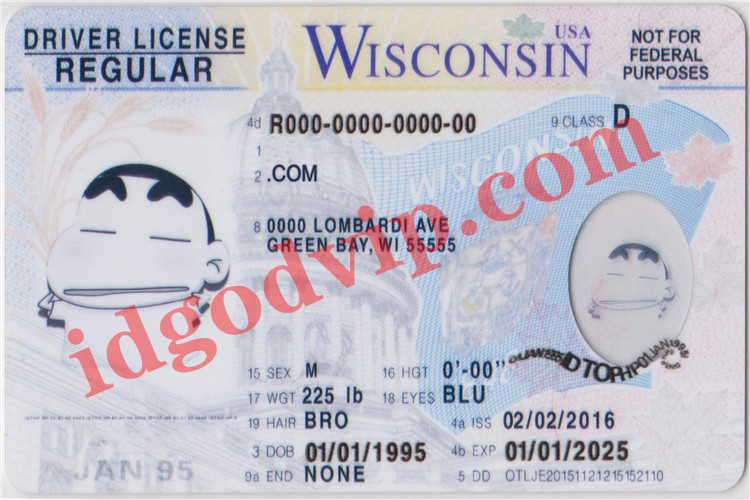 DRIVER LICENSE
REGULAR
WISCONSIN
USA
NOT FOR
FEDERAL
PURPOSES
4d R000-0000-0000-00
9 CLASS D
1
2 .COM
WISCONS
8 0000 LOMBARDI AVE
GREEN BAY, WI 55555
idgodvip.com
15 SEX M
16 HGT 0'-00"
17 WGT 225 lb
18 EYES BLU
19 HAIR BRO
4a ISS 02/02/2016
3 DOB 01/01/1995
4b EXP 01/01/2025
JAN 95
9a END NONE
5 DD OTLJE20151121215152110